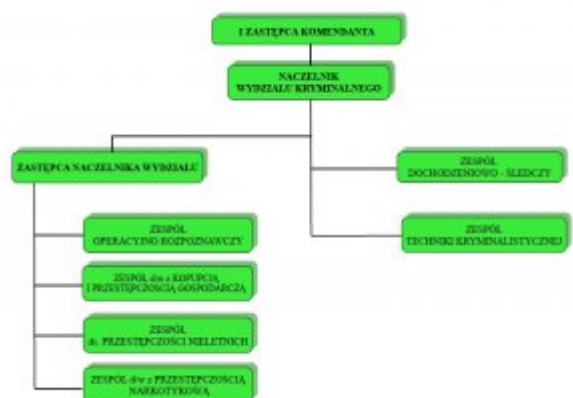 I ZASTĘPCA KOMENDANTA
NACZELNIK
WYDZIAŁU KRYMINALNEGO
ZASTĘPCA NACZELNIKA WYDZIAŁU
ZESPÓŁ
DOCHODZENIOWO - ŚLEDCZY
ZESPÓŁ
OPERACYJNO ROZPOZNAWCZY
ZESPÓŁ
TECHNIKI KRYMINALISTYCZNEJ
ZESPÓŁ d/w z KOPUPCIĄ
I PRZESTĘPCZOŚCIĄ GOSPODARCZĄ
ZESPÓŁ
ds. PRZESTĘPCZOŚCI NIELETNICH
ZESPÓŁ d/w z PRZESTĘPCZOŚCIĄ
NARKOTYKOWĄ